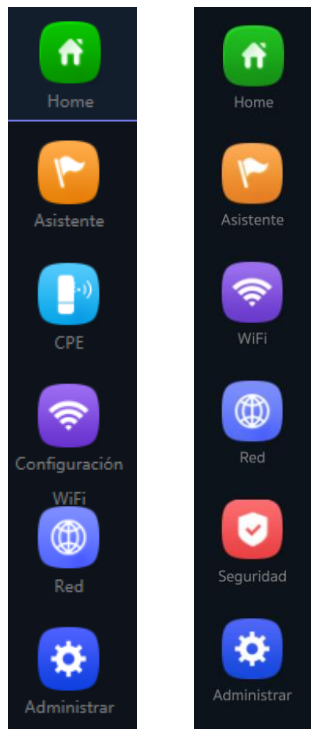 Home
Asistente
CPE
Configuración
WiFi
Red
Administrar
Home
Asistente
WiFi
Red
Seguridad
Administrar